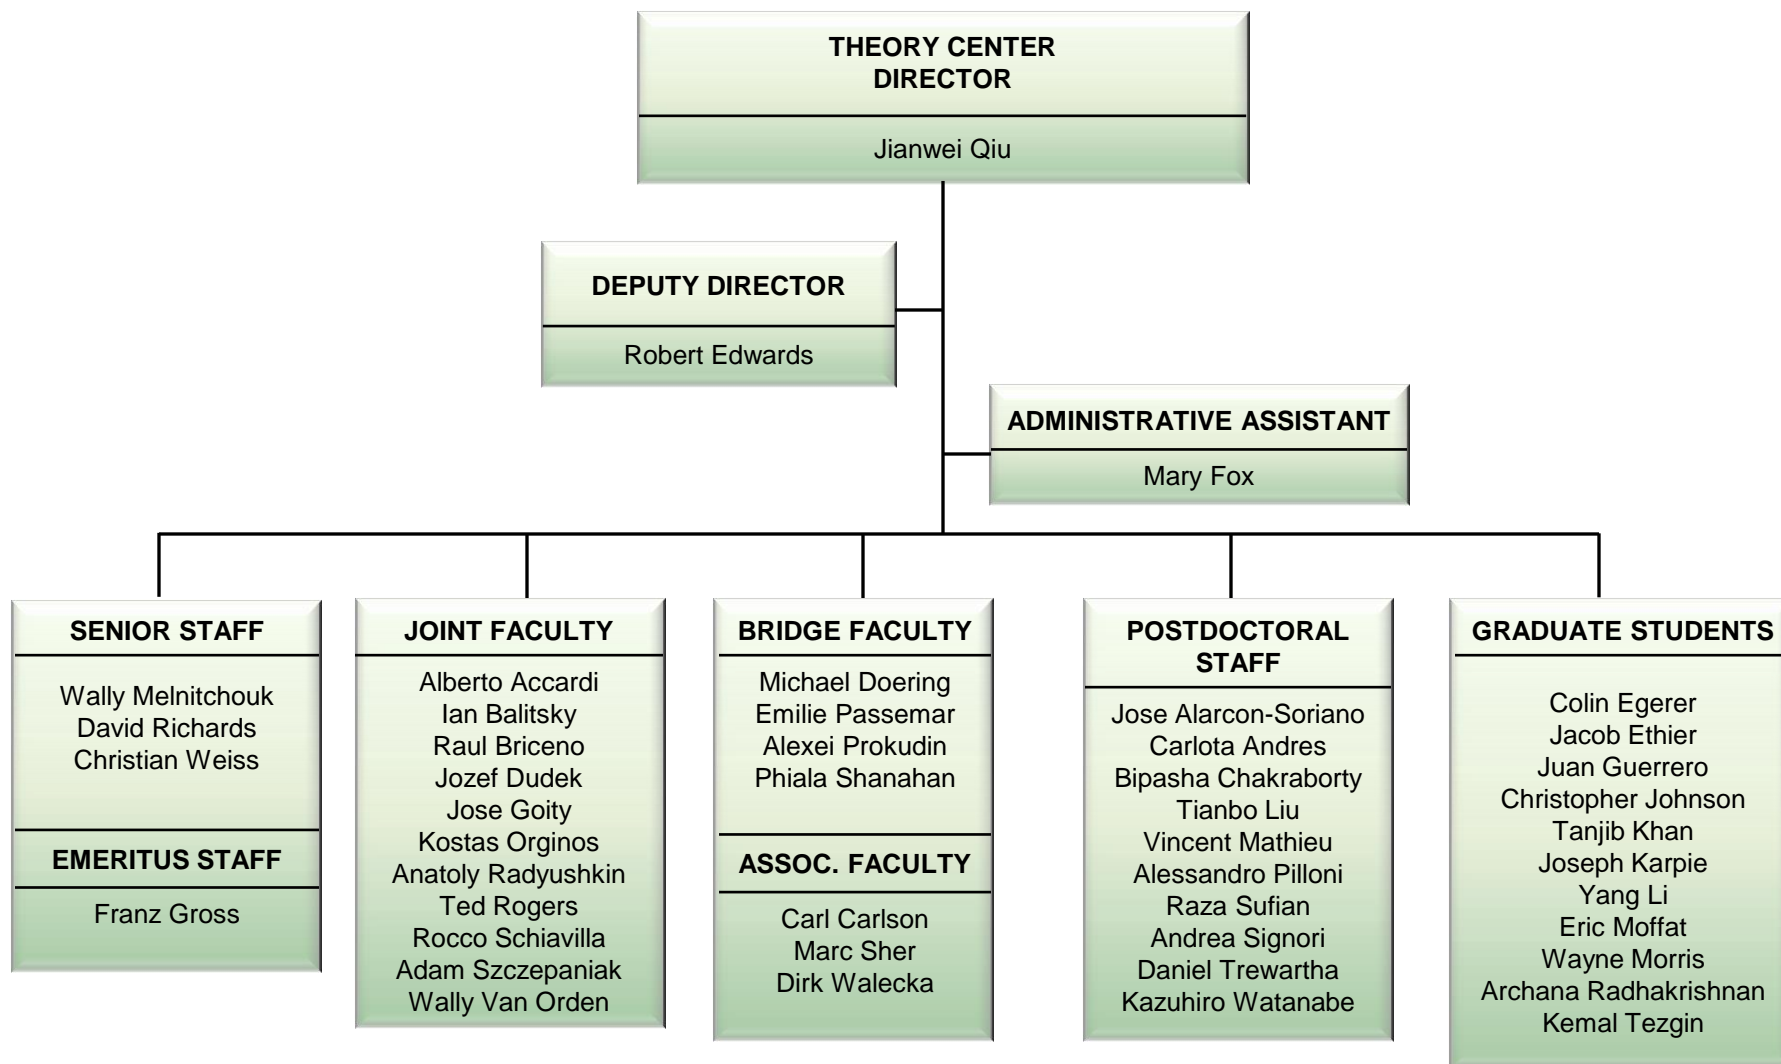 THEORY CENTER
DIRECTOR
Jianwei Qiu
DEPUTY DIRECTOR
Robert Edwards
ADMINISTRATIVE ASSISTANT
Mary Fox
SENIOR STAFF
Wally Melnitchouk
David Richards
Christian Weiss
EMERITUS STAFF
Franz Gross
JOINT FACULTY
Alberto Accardi
Ian Balitsky
Raul Briceno
Jozef Dudek
Jose Goity
Kostas Orginos
Anatoly Radyushkin
Ted Rogers
Rocco Schiavilla
Adam Szczepaniak
Wally Van Orden
BRIDGE FACULTY
Michael Doering
Emilie Passemar
Alexei Prokudin
Phiala Shanahan
ASSOC. FACULTY
Carl Carlson
Marc Sher
Dirk Walecka
POSTDOCTORAL
STAFF
Jose Alarcon-Soriano
Carlota Andres
Bipasha Chakraborty
Tianbo Liu
Vincent Mathieu
Alessandro Pilloni
Raza Sufian
Andrea Signori
Daniel Trewartha
Kazuhiro Watanabe
GRADUATE STUDENTS
Colin Egerer
Jacob Ethier
Juan Guerrero
Christopher Johnson
Tanjib Khan
Joseph Karpie
Yang Li
Eric Moffat
Wayne Morris
Archana Radhakrishnan
Kemal Tezgin